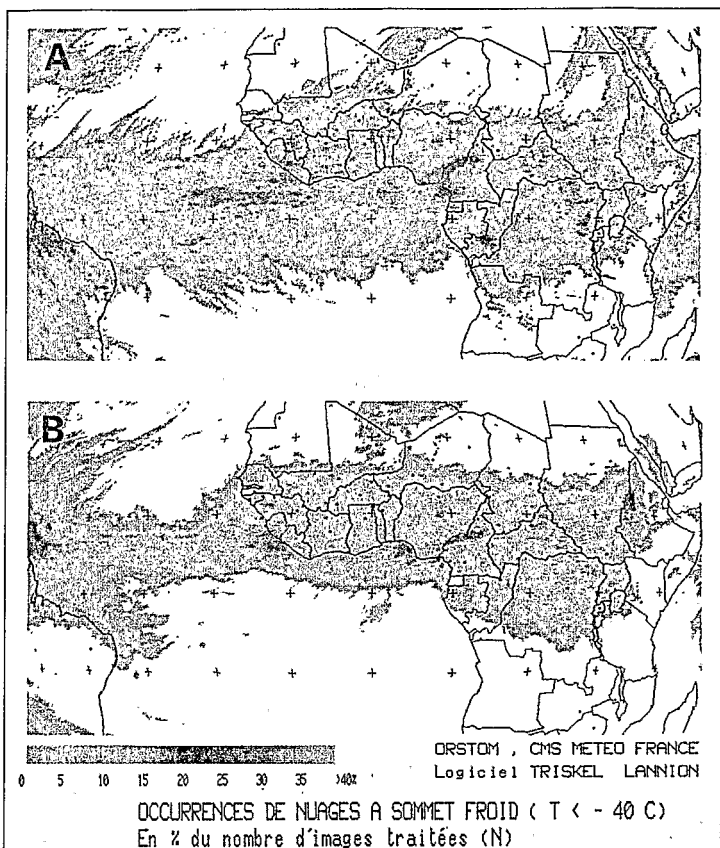 A
B
ORSTOM , CMS METEO FRANCE
Logiciel TRISKEL LANNION
0 5 10 15 20 25 30 35 >40%
OCCURRENCES DE NUAGES A SOMMET FROID ( T < - 40 C)
En % du nombre d'images traitées (N)